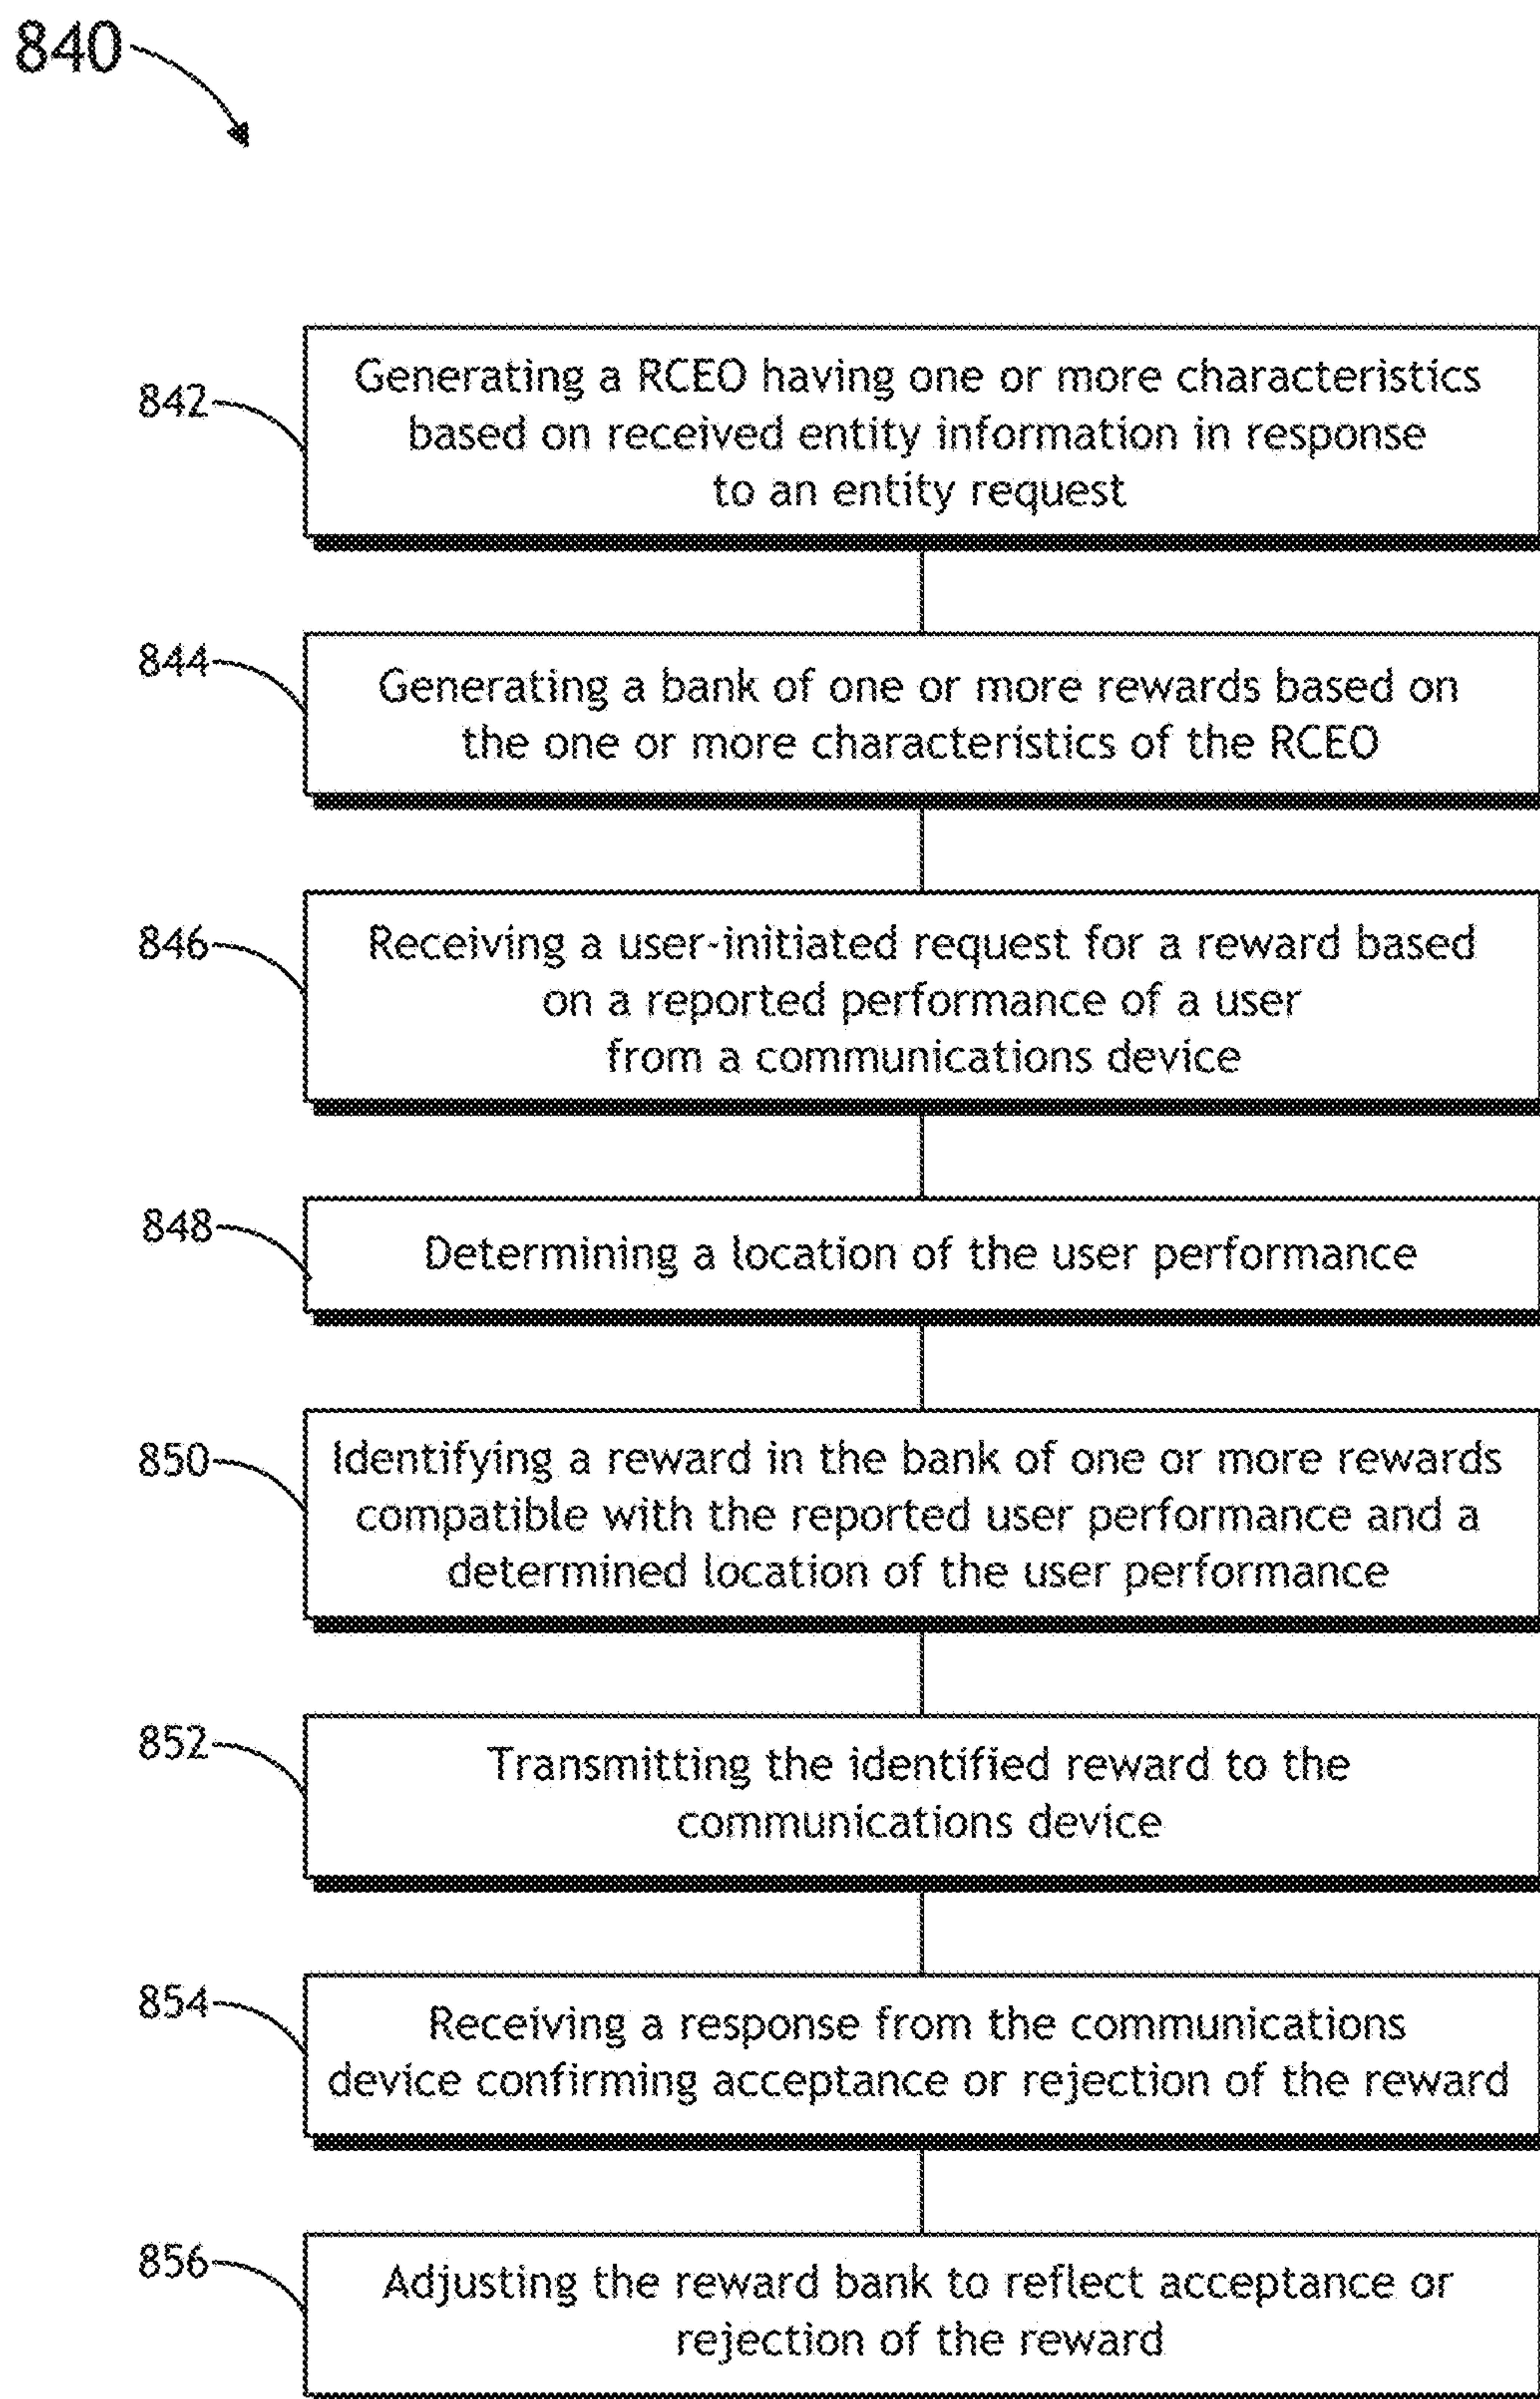 840
842
Generating a RCEO having one or more characteristics
based on received entity information in response
to an entity request
844
Generating a bank of one or more rewards based on
the one or more characteristics of the RCEO
846
Receiving a user-initiated request for a reward based
on a reported performance of a user
from a communications device
848
Determining a location of the user performance
850
Identifying a reward in the bank of one or more rewards
compatible with the reported user performance and a
determined location of the user performance
852
Transmitting the identified reward to the
communications device
854
Receiving a response from the communications
device confirming acceptance or rejection of the reward
856
Adjusting the reward bank to reflect acceptance or
rejection of the reward